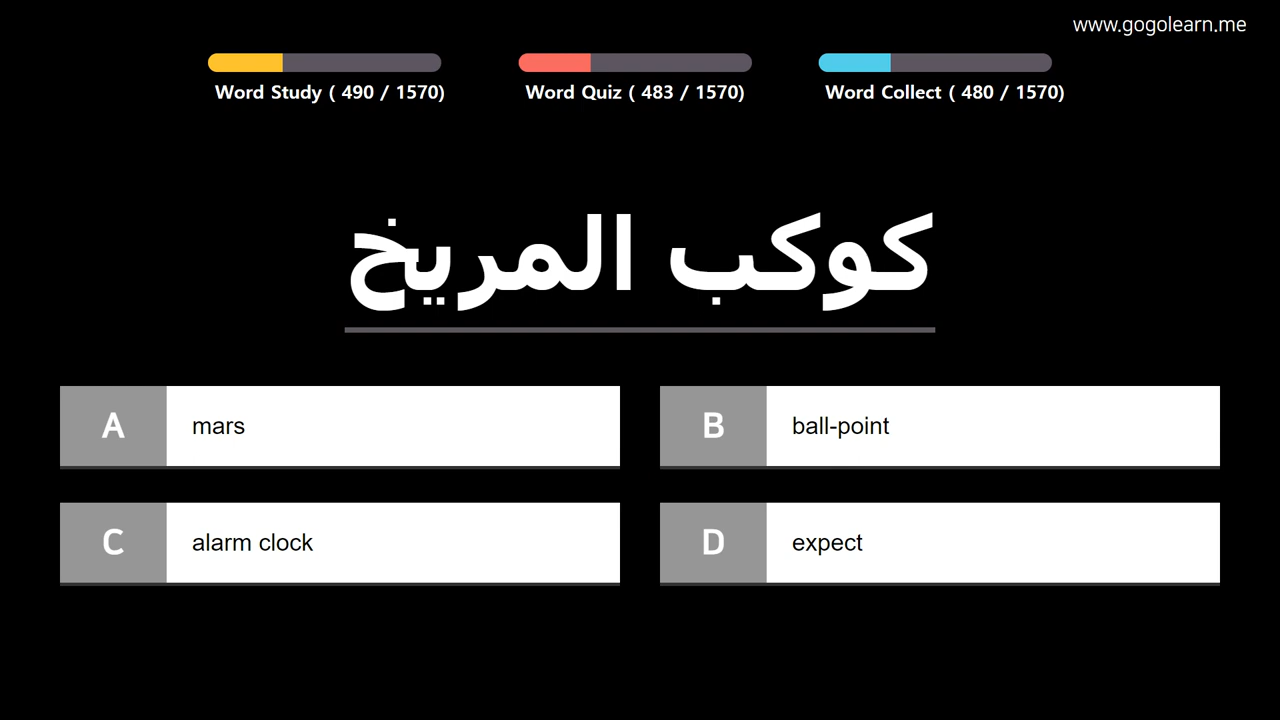 www.gogolearn.me
Word Study ( 490 / 1570)
Word Quiz ( 483 / 1570)
Word Collect ( 480 / 1570)
كوكب المريخ
A mars
B ball-point
C alarm clock
D expect